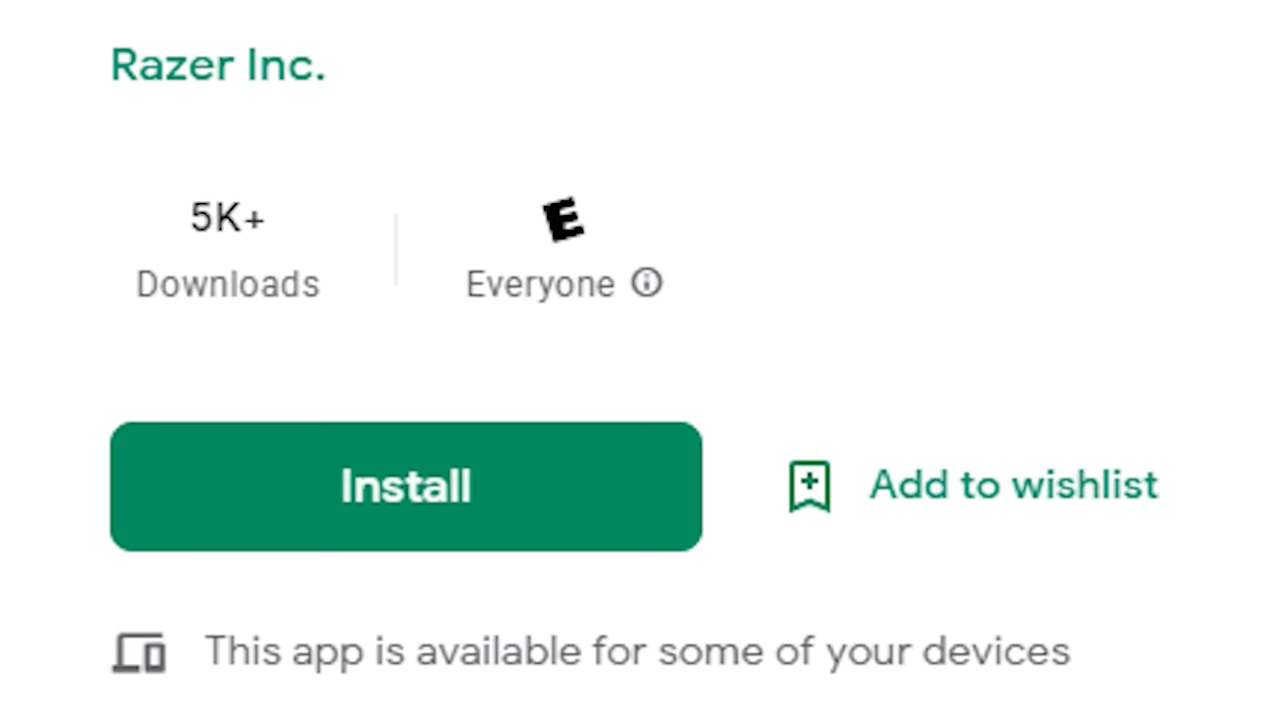 Razer Inc.
5K+
E
Downloads
Everyone
Install
Add to wishlist
This app is available for some of your devices